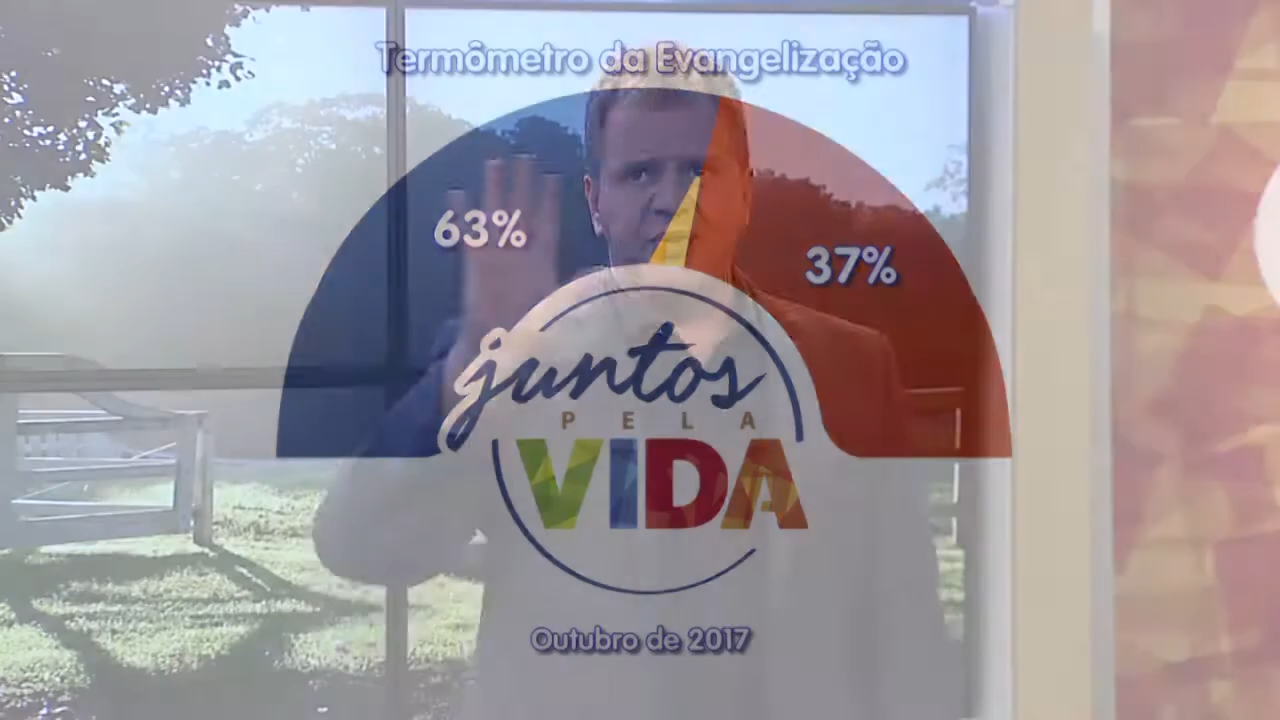 Termômetro da Evangelização
63%
37%
juntos
PELA
VIDA
Outubro de 2017